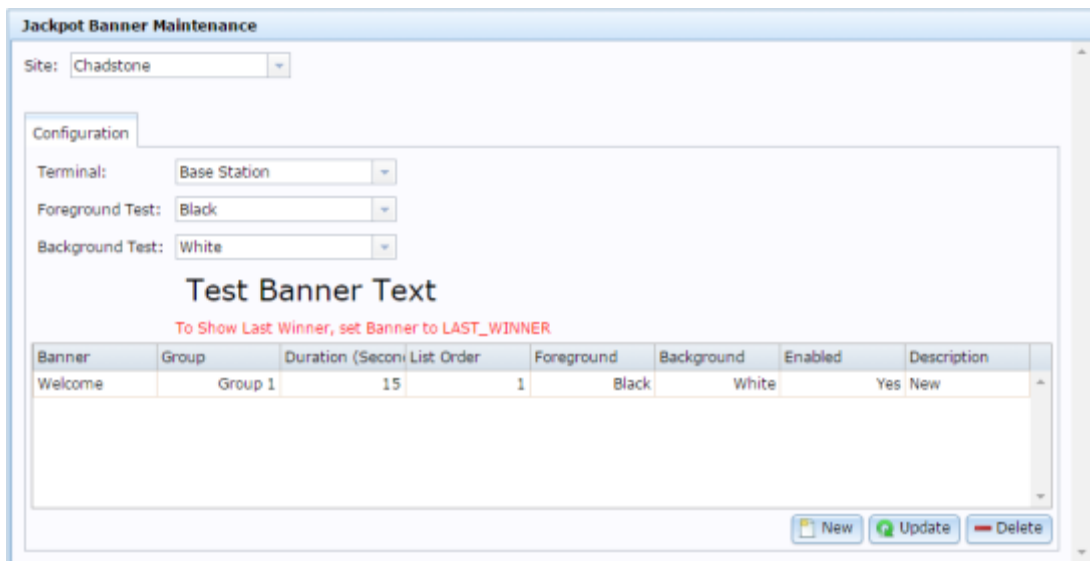 Jackpot Banner Maintenance
Site: Chadstone
Configuration
Terminal: Base Station
Foreground Test: Black
Background Test: White
Test Banner Text
To Show Last Winner, set Banner to LAST_WINNER
Banner Group Duration (Secon List Order Foreground Background Enabled Description
Welcome Group 1 15 1 Black White Yes New
New Update Delete